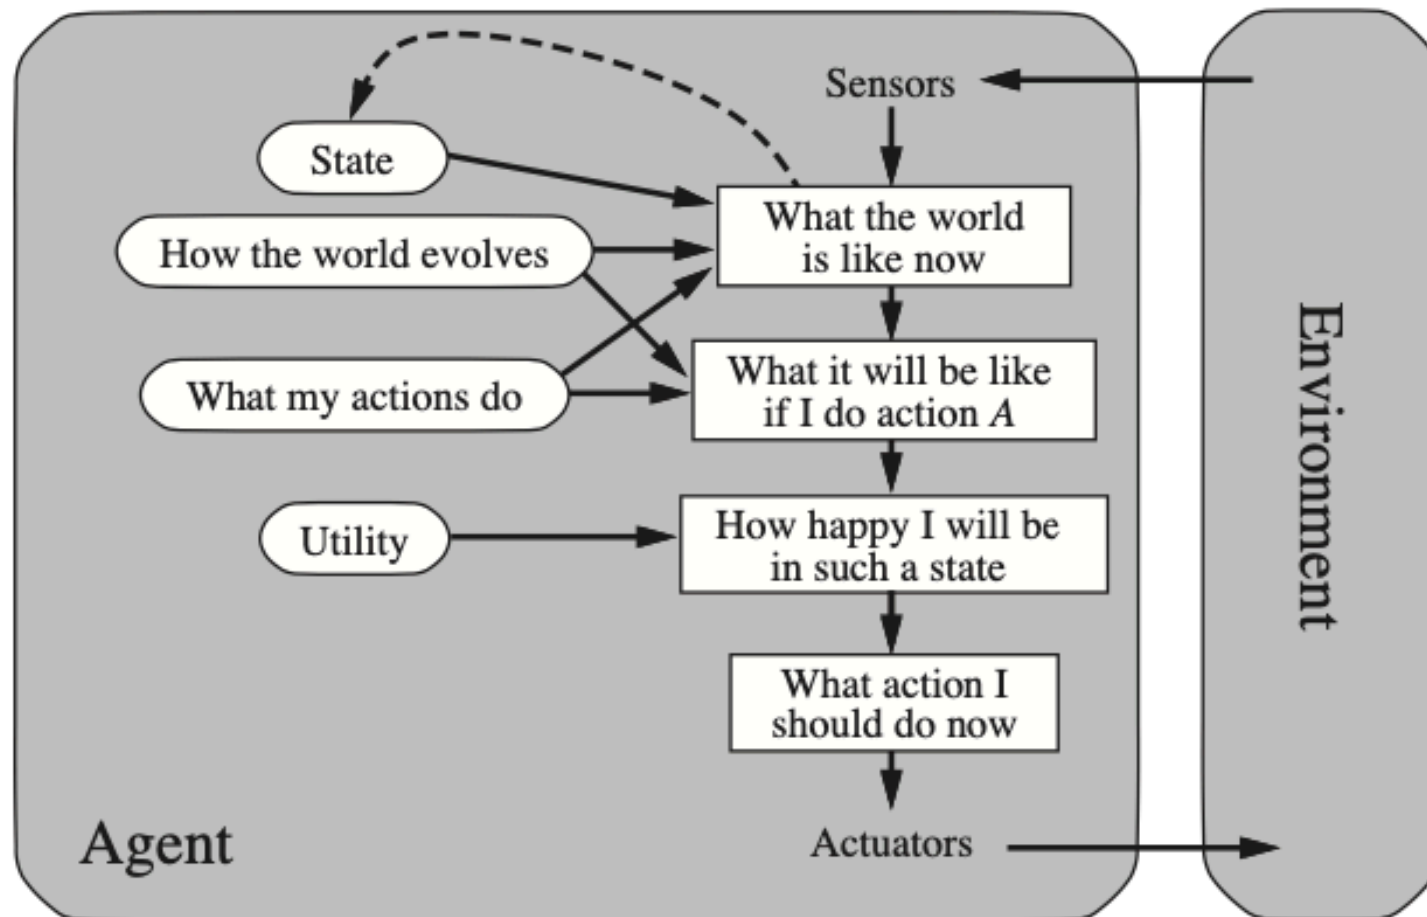 Sensors
State
What the world
is like now
How the world evolves
What my actions do
What it will be like
if I do action A
Utility
How happy I will be
in such a state
What action I
should do now
Actuators
Agent
Environment